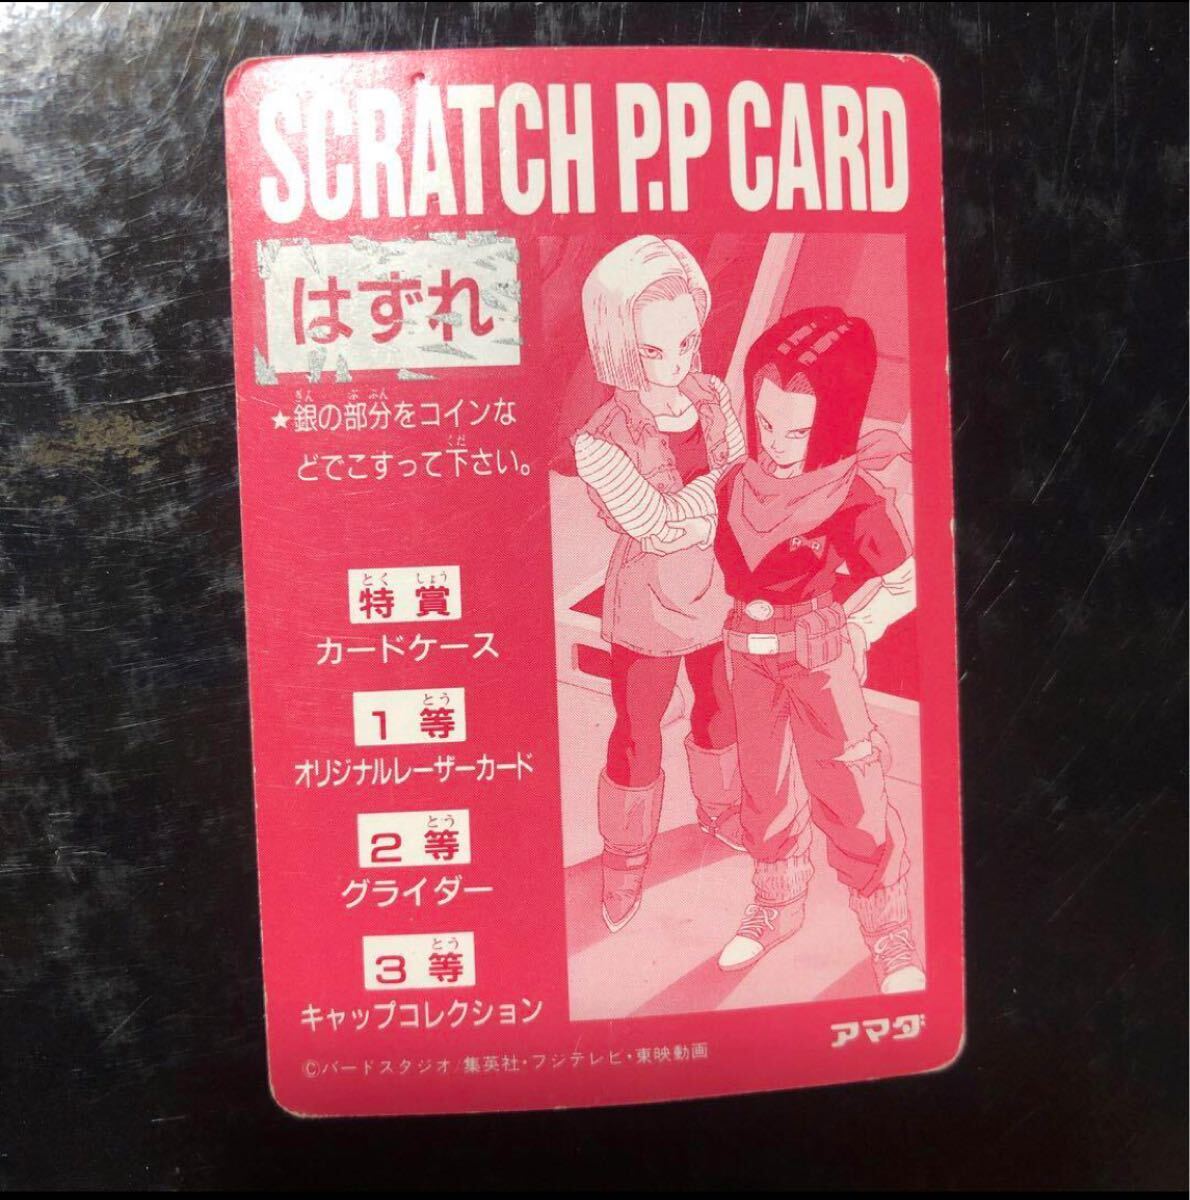 SCRATCH P.P CARD
はずれ
★銀の部分をコインな
どでこすって下さい。
特賞
カードケース
1等
オリジナルレーザーカード
2等
グライダー
3等
キャップコレクション
アマダ
©バードスタジオ/集英社・フジテレビ・東映動画